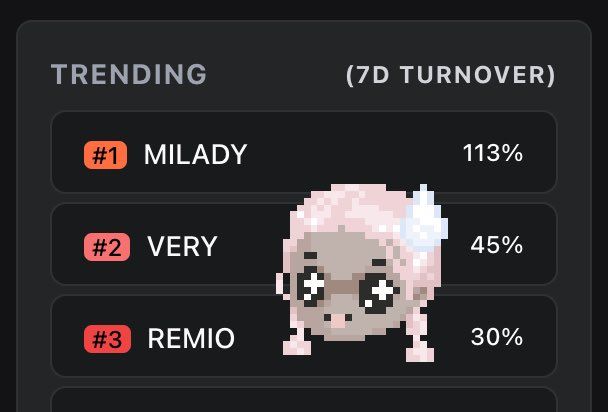 TRENDING (7D TURNOVER)
#1 MILADY 113%
#2 VERY 45%
#3 REMIO 30%